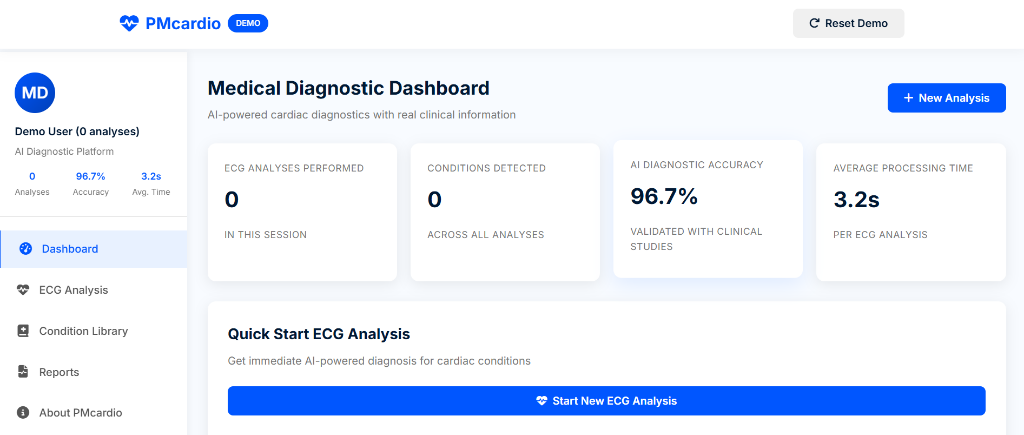 PMcardio DEMO
Reset Demo
MD
Demo User (0 analyses)
AI Diagnostic Platform
0 96.7% 3.2s
Analyses Accuracy Avg. Time
Dashboard
ECG Analysis
Condition Library
Reports
About PMcardio
Medical Diagnostic Dashboard
AI-powered cardiac diagnostics with real clinical information
New Analysis
ECG ANALYSES PERFORMED
0
IN THIS SESSION
CONDITIONS DETECTED
0
ACROSS ALL ANALYSES
AI DIAGNOSTIC ACCURACY
96.7%
VALIDATED WITH CLINICAL
STUDIES
AVERAGE PROCESSING TIME
3.2s
PER ECG ANALYSIS
Quick Start ECG Analysis
Get immediate AI-powered diagnosis for cardiac conditions
Start New ECG Analysis